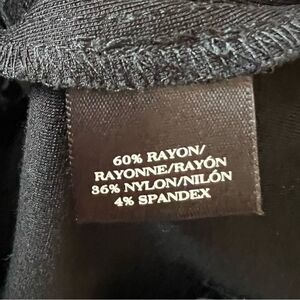 60% RAYON/
RAYONNE/RAYÓN
36% NYLON/NILÓN
4% SPANDEX